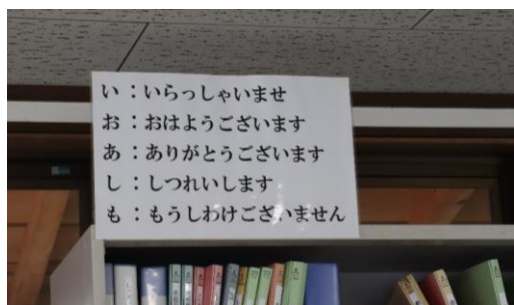 い：いらっしゃいませ
お：おはようございます
あ：ありがとうございます
し：しつれいします
も：もうしわけございません